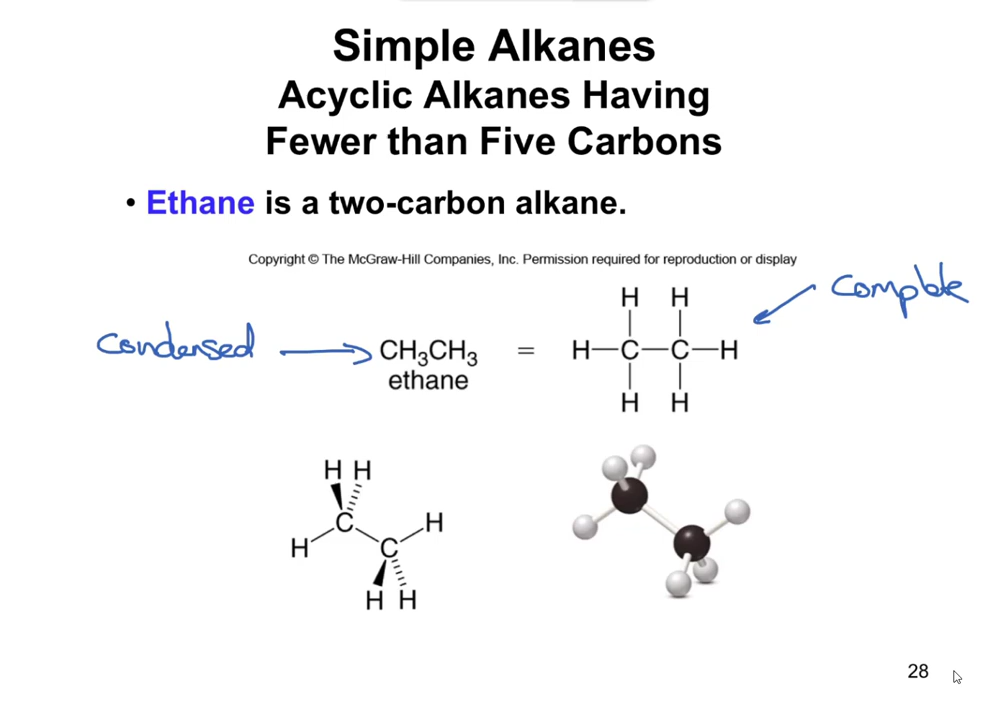 Simple Alkanes
Acyclic Alkanes Having
Fewer than Five Carbons
• Ethane is a two-carbon alkane.
Copyright © The McGraw-Hill Companies, Inc. Permission required for reproduction or display
Complete
H H
Condensed → CH₃CH₃ = H—C—C—H
ethane
H H
H H
C H
H C
H H
28